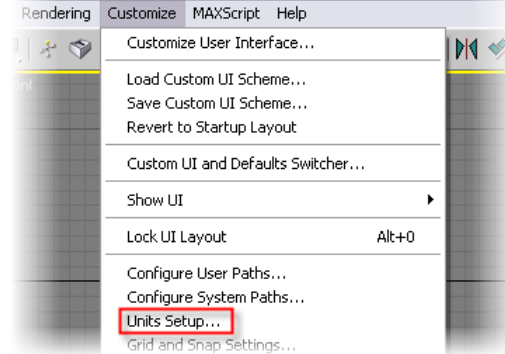 Rendering Customize MAXScript Help
Customize User Interface...
Load Custom UI Scheme...
Save Custom UI Scheme...
Revert to Startup Layout
Custom UI and Defaults Switcher...
Show UI
Lock UI Layout Alt+0
Configure User Paths...
Configure System Paths...
Units Setup...
Grid and Snap Settings...